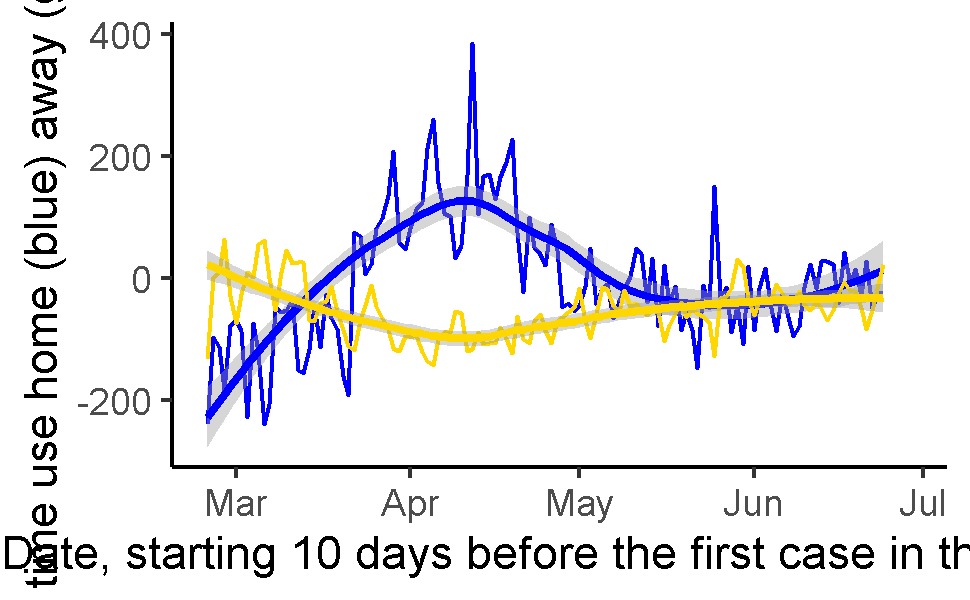 time use home (blue) away (
400
200
0
-200
Mar Apr May Jun Jul
Date, starting 10 days before the first case in th